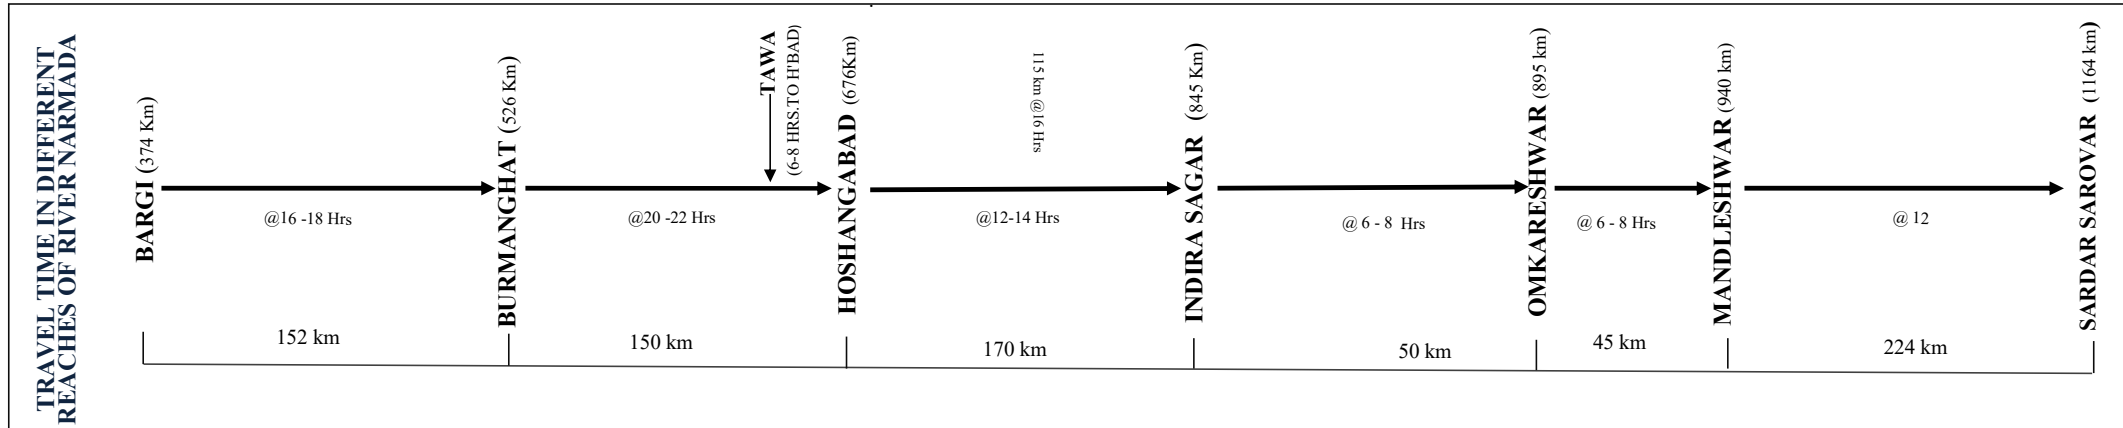 TRAVEL TIME IN DIFFERENT
REACHES OF RIVER NARMADA
BARGI (374 Km)
@16 -18 Hrs
BURMANGHAT (526 Km)
@20 -22 Hrs
TAWA
(6-8 HRS.TO H'BAD)
HOSHANGABAD (676Km)
115 km @16 Hrs
@12-14 Hrs
INDIRA SAGAR (845 Km)
@ 6 - 8 Hrs
OMKARESHWAR (895 km)
@ 6 - 8 Hrs
MANDLESHWAR (940 km)
@ 12
SARDAR SAROVAR (1164 km)
152 km
150 km
170 km
50 km
45 km
224 km